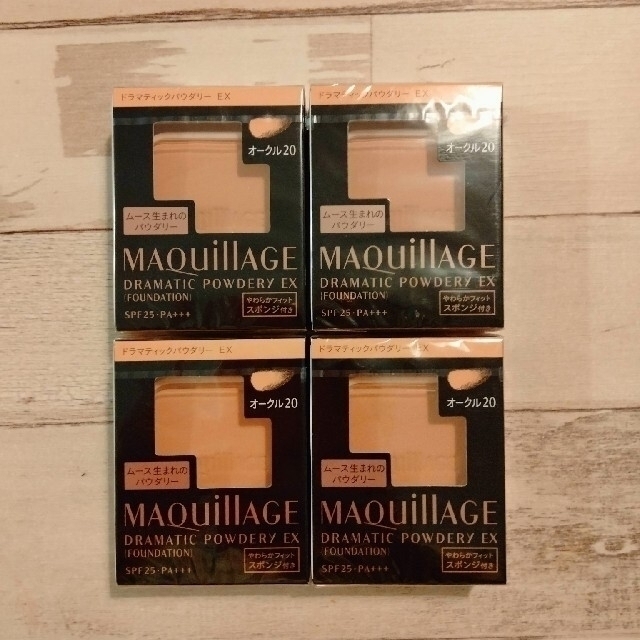 ドラマティックパウダリー EX
オークル20
ムース生まれの
パウダリー
MAQuillAGE
DRAMATIC POWDERY EX
(FOUNDATION)
SPF25・PA+++
やわらかフィット
スポンジ付き
ドラマティックパウダリー EX
オークル20
ムース生まれの
パウダリー
MAQuillAGE
DRAMATIC POWDERY EX
(FOUNDATION)
SPF25・PA+++
やわらかフィット
スポンジ付き
ドラマティックパウダリー EX
オークル20
ムース生まれの
パウダリー
MAQuillAGE
DRAMATIC POWDERY EX
(FOUNDATION)
SPF25・PA+++
やわらかフィット
スポンジ付き
ドラマティックパウダリー EX
オークル20
ムース生まれの
パウダリー
MAQuillAGE
DRAMATIC POWDERY EX
(FOUNDATION)
SPF25・PA+++
やわらかフィット
スポンジ付き